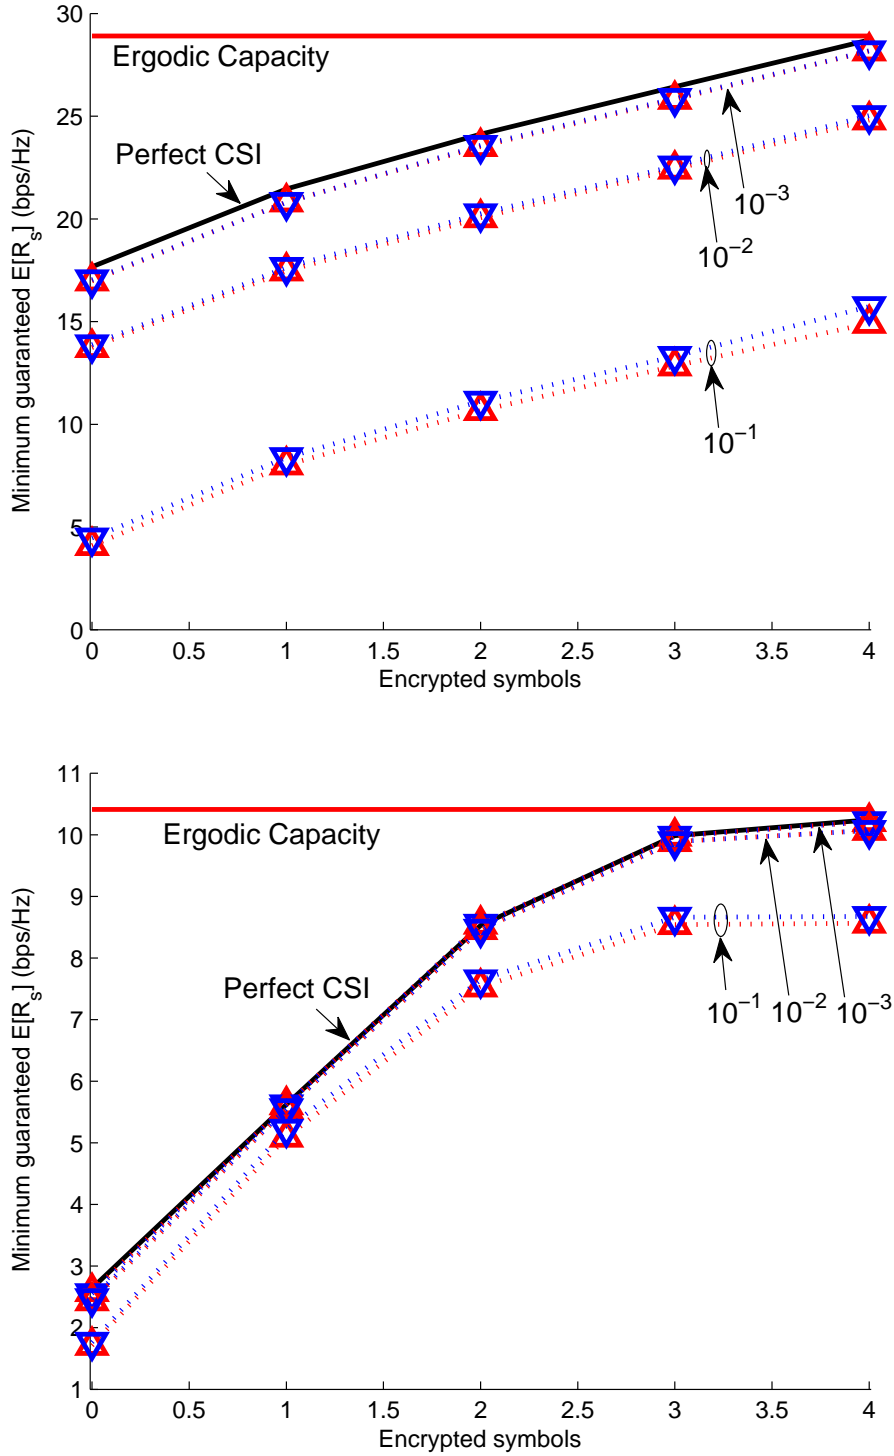 30
25
20
15
10
5
0
Minimum guaranteed E[R_s] (bps/Hz)
Ergodic Capacity
Perfect CSI
10^−3
10^−2
10^−1
0 0.5 1 1.5 2 2.5 3 3.5 4
Encrypted symbols
11
10
9
8
7
6
5
4
3
2
1
Minimum guaranteed E[R_s] (bps/Hz)
Ergodic Capacity
Perfect CSI
10^−1 10^−2 10^−3
0 0.5 1 1.5 2 2.5 3 3.5 4
Encrypted symbols